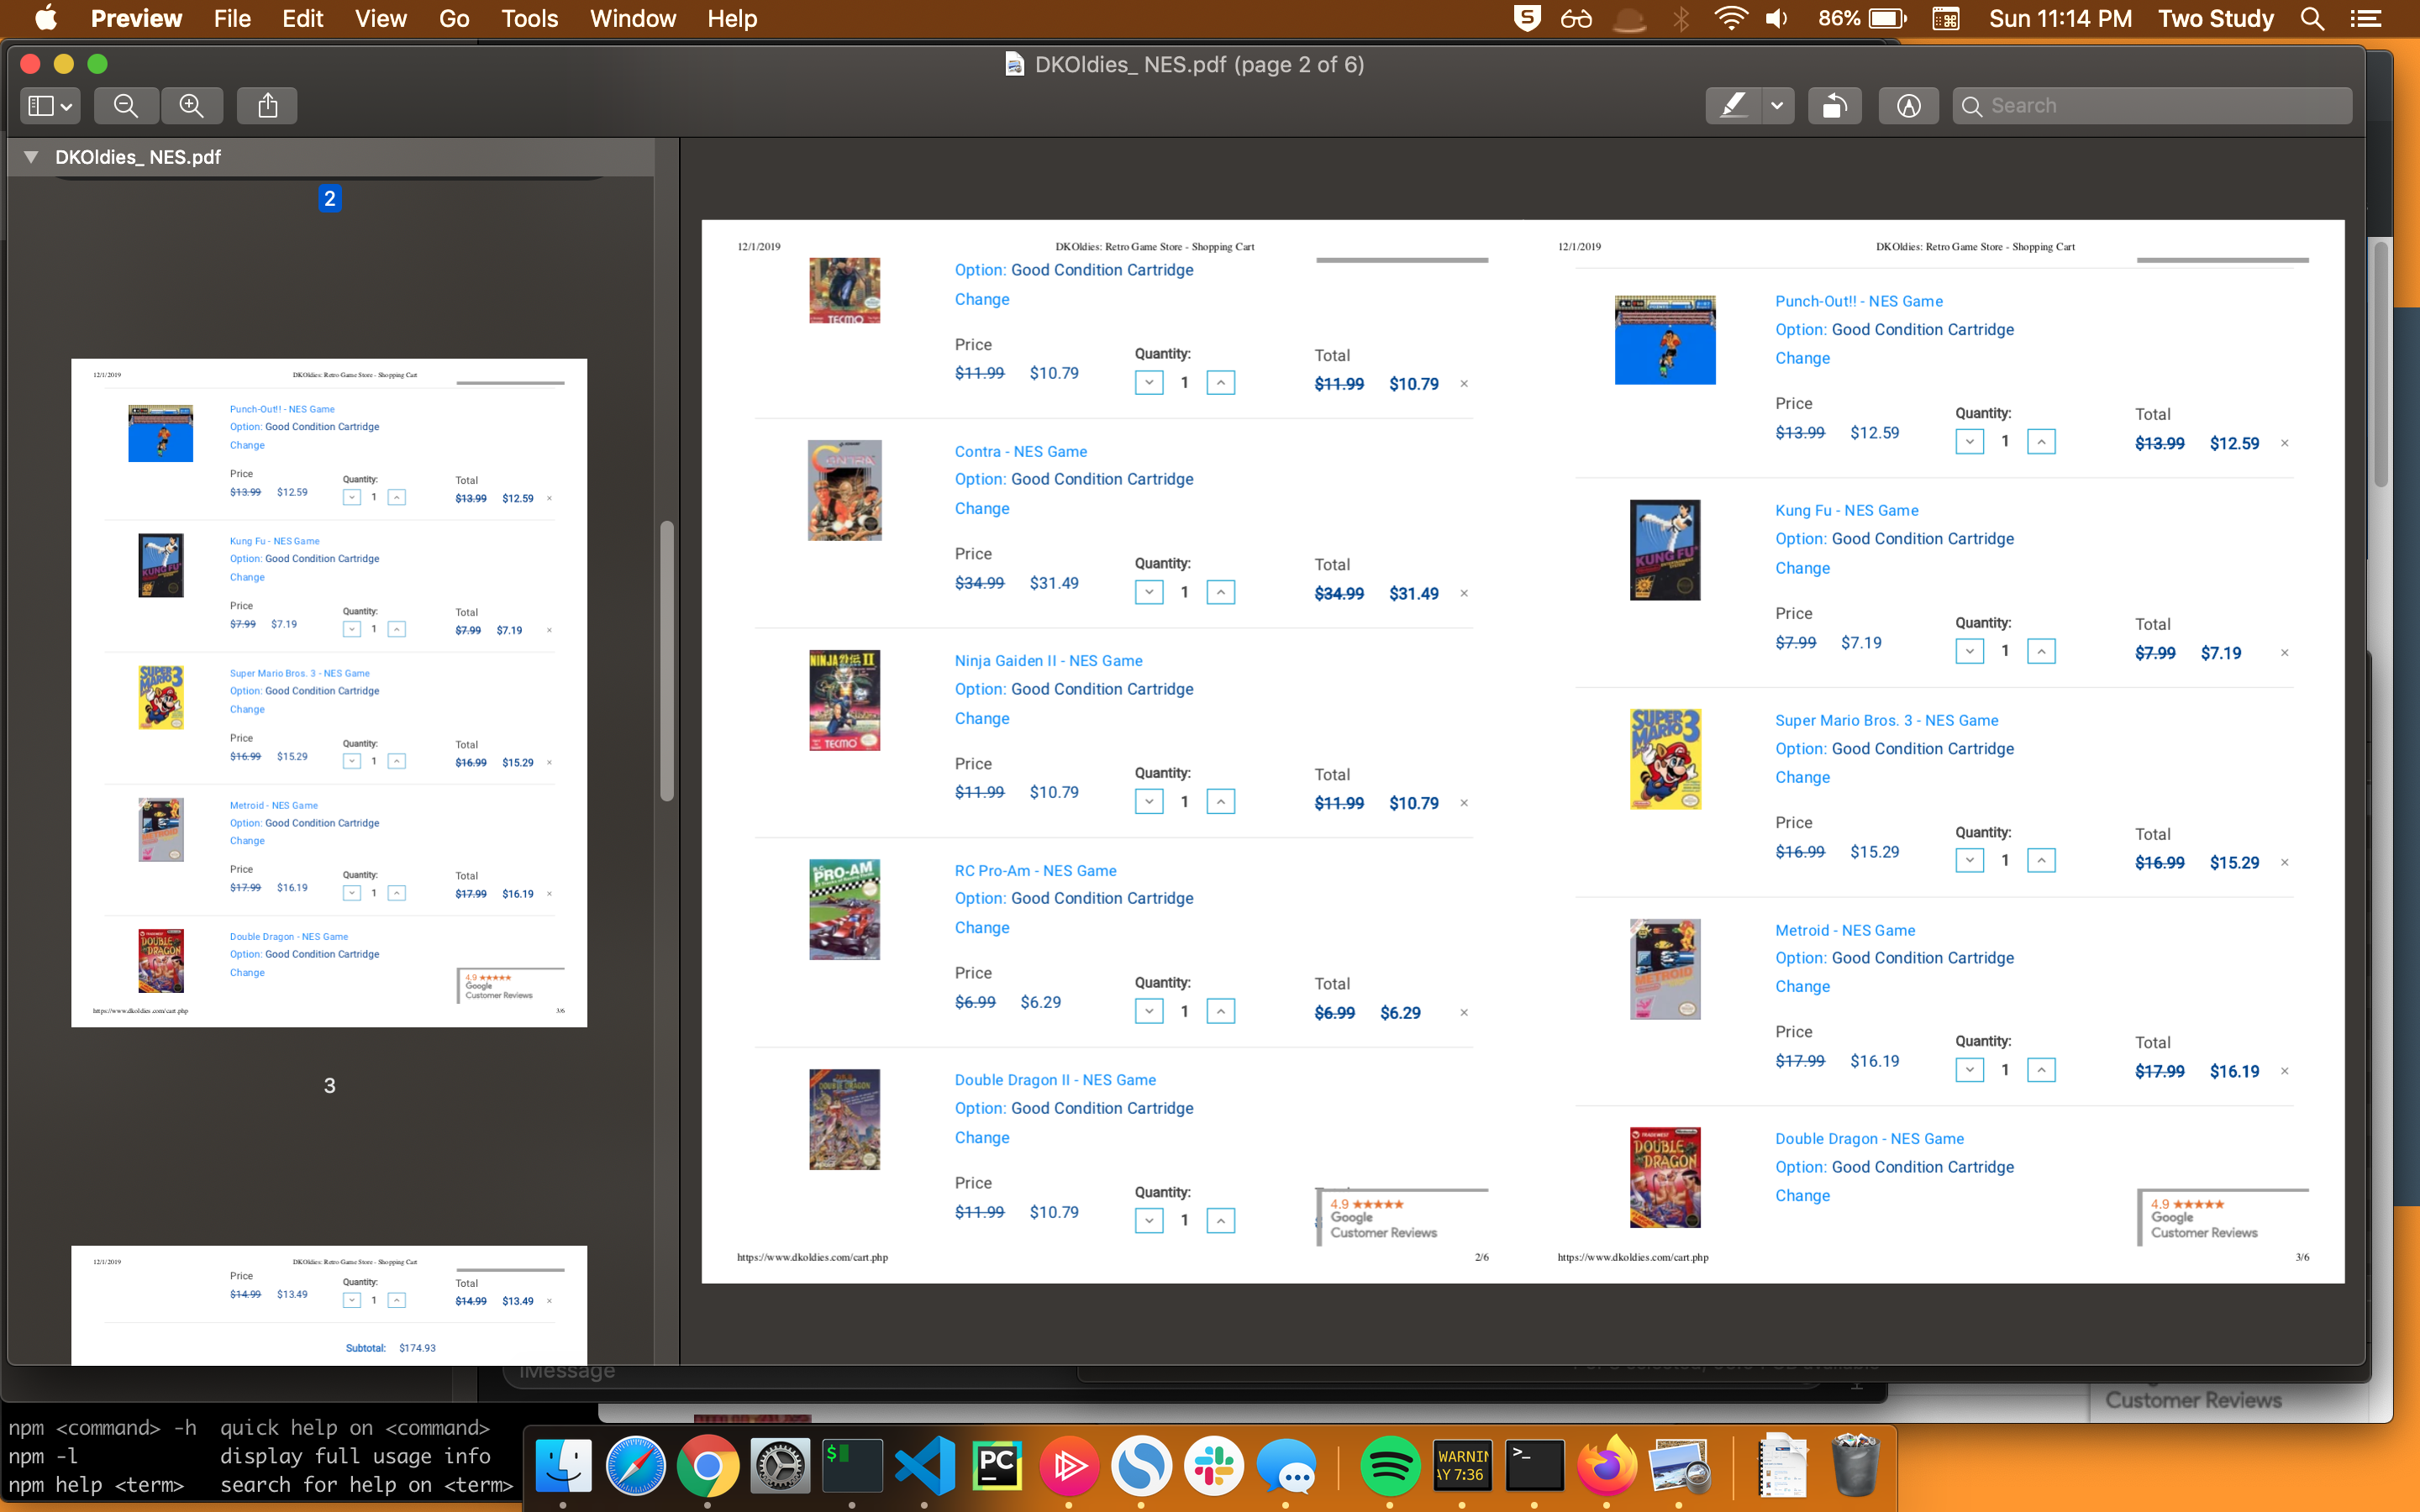 Preview File Edit View Go Tools Window Help
86% Sun 11:14 PM Two Study
DKOldies_ NES.pdf (page 2 of 6)
Search
DKOldies_ NES.pdf
2
12/1/2019 DKOldies: Retro Game Store - Shopping Cart
Punch-Out!! - NES Game
Option: Good Condition Cartridge
Change
Price Quantity: Total
$13.99 $12.59 1 $13.99 $12.59 ×
Kung Fu - NES Game
Option: Good Condition Cartridge
Change
Price Quantity: Total
$7.99 $7.19 1 $7.99 $7.19 ×
Super Mario Bros. 3 - NES Game
Option: Good Condition Cartridge
Change
Price Quantity: Total
$16.99 $15.29 1 $16.99 $15.29 ×
Metroid - NES Game
Option: Good Condition Cartridge
Change
Price Quantity: Total
$17.99 $16.19 1 $17.99 $16.19 ×
Double Dragon - NES Game
Option: Good Condition Cartridge
Change
4.9 ★★★★★
Google
Customer Reviews
https://www.dkoldies.com/cart.php 3/6
3
12/1/2019 DKOldies: Retro Game Store - Shopping Cart
Price Quantity: Total
$14.99 $13.49 1 $14.99 $13.49 ×
Subtotal: $174.93
12/1/2019 DKOldies: Retro Game Store - Shopping Cart
TECMO
Option: Good Condition Cartridge
Change
Price Quantity: Total
$11.99 $10.79 1 $11.99 $10.79 ×
CONTRA
Contra - NES Game
Option: Good Condition Cartridge
Change
Price Quantity: Total
$34.99 $31.49 1 $34.99 $31.49 ×
NINJA II
TECMO
Ninja Gaiden II - NES Game
Option: Good Condition Cartridge
Change
Price Quantity: Total
$11.99 $10.79 1 $11.99 $10.79 ×
R.C. PRO-AM
RC Pro-Am - NES Game
Option: Good Condition Cartridge
Change
Price Quantity: Total
$6.99 $6.29 1 $6.99 $6.29 ×
DOUBLE DRAGON
Double Dragon II - NES Game
Option: Good Condition Cartridge
Change
Price Quantity:
$11.99 $10.79 1
4.9 ★★★★★
Google
Customer Reviews
https://www.dkoldies.com/cart.php 2/6
12/1/2019 DKOldies: Retro Game Store - Shopping Cart
Punch-Out!! - NES Game
Option: Good Condition Cartridge
Change
Price Quantity: Total
$13.99 $12.59 1 $13.99 $12.59 ×
KUNG FU
Kung Fu - NES Game
Option: Good Condition Cartridge
Change
Price Quantity: Total
$7.99 $7.19 1 $7.99 $7.19 ×
SUPER MARIO 3
Super Mario Bros. 3 - NES Game
Option: Good Condition Cartridge
Change
Price Quantity: Total
$16.99 $15.29 1 $16.99 $15.29 ×
METROID
Metroid - NES Game
Option: Good Condition Cartridge
Change
Price Quantity: Total
$17.99 $16.19 1 $17.99 $16.19 ×
DOUBLE DRAGON
Double Dragon - NES Game
Option: Good Condition Cartridge
Change
4.9 ★★★★★
Google
Customer Reviews
https://www.dkoldies.com/cart.php 3/6
iMessage
Customer Reviews
npm <command> -h quick help on <command>
npm -l display full usage info
npm help <term> search for help on <term>
$
PC
WARNIN
AY 7:36
>_